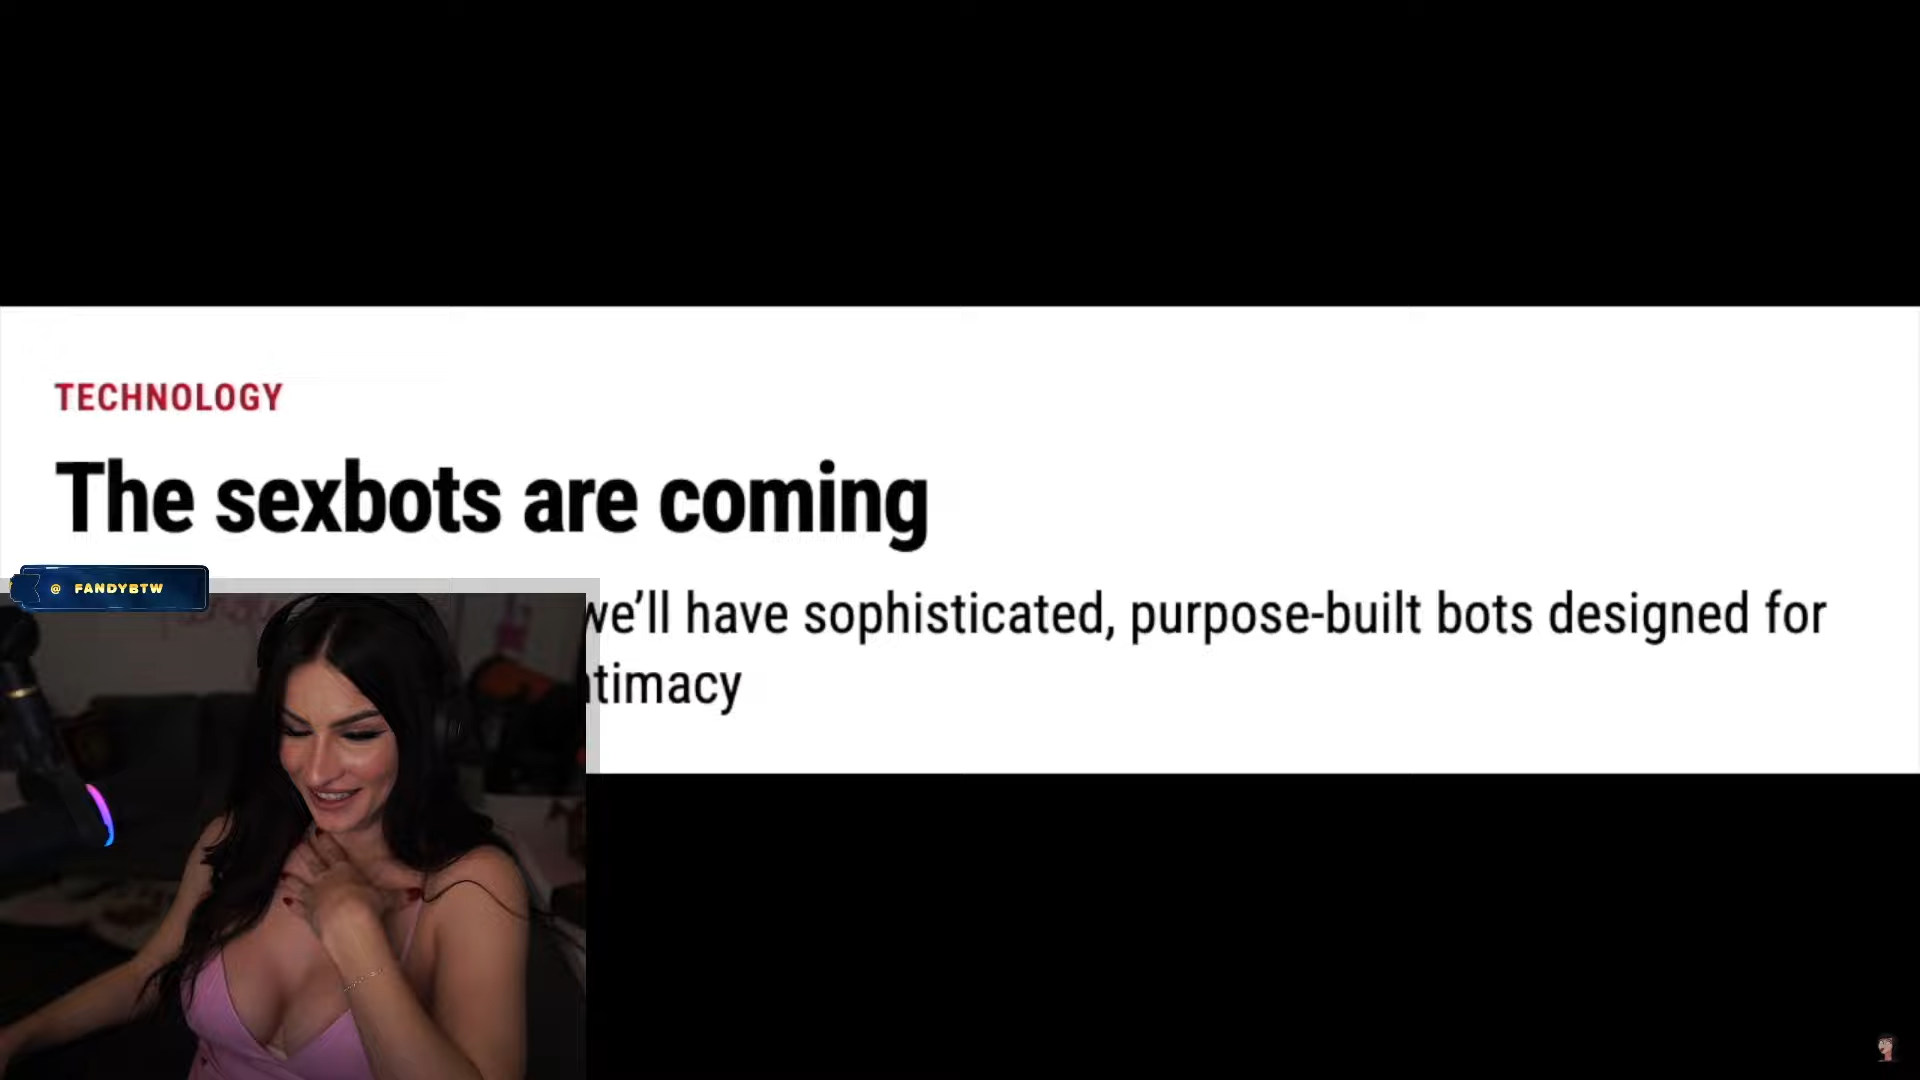 TECHNOLOGY
The sexbots are coming
@ FANDYBTW
we’ll have sophisticated, purpose-built bots designed for
timacy